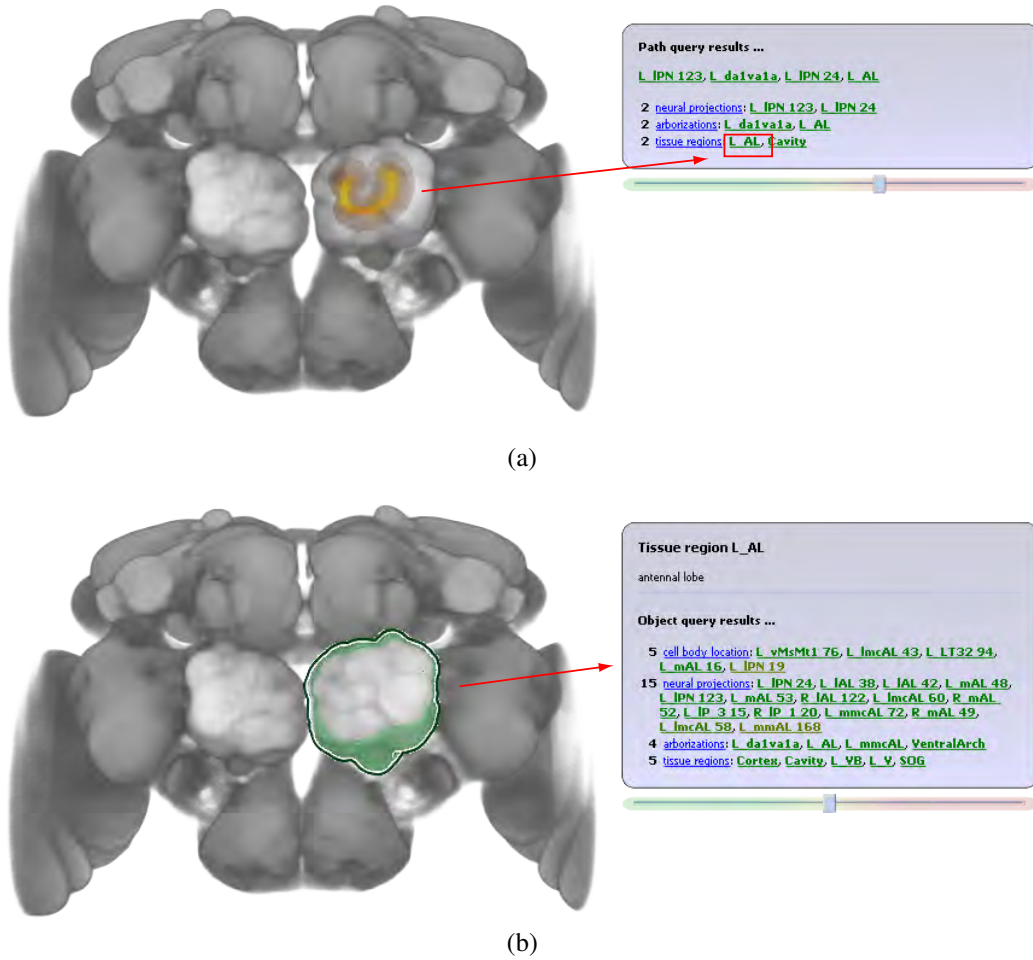 Path query results ...
L_lPN 123, L_da1va1a, L_lPN 24, L_AL
2 neural projections: L_lPN 123, L_lPN 24
2 arborizations: L_da1va1a, L_AL
2 tissue regions: L_AL, Cavity
(a)
Tissue region L_AL
antennal lobe
Object query results ...
5 cell body location: L_vMsMt1 76, L_lmcAL 43, L_LT32 94,
L_mAL 16, L_lPN 19
15 neural projections: L_lPN 24, L_lAL 38, L_lAL 42, L_mAL 48,
L_lPN 123, L_mAL 53, R_lAL 122, L_lmcAL 60, R_mAL
52, L_lP_3 15, R_lP_1 20, L_mmcAL 72, R_mAL 49,
L_lmcAL 58, L_mmAL 168
4 arborizations: L_da1va1a, L_AL, L_mmcAL, VentralArch
5 tissue regions: Cortex, Cavity, L_VB, L_V, SOG
(b)